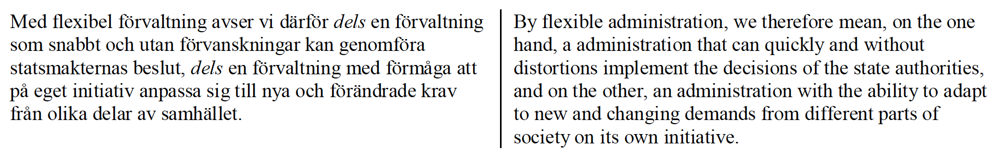 Med flexibel förvaltning avser vi därför dels en förvaltning
som snabbt och utan förvanskningar kan genomföra
statsmakternas beslut, dels en förvaltning med förmåga att
på eget initiativ anpassa sig till nya och förändrade krav
från olika delar av samhället.
By flexible administration, we therefore mean, on the one
hand, a administration that can quickly and without
distortions implement the decisions of the state authorities,
and on the other, an administration with the ability to adapt
to new and changing demands from different parts of
society on its own initiative.